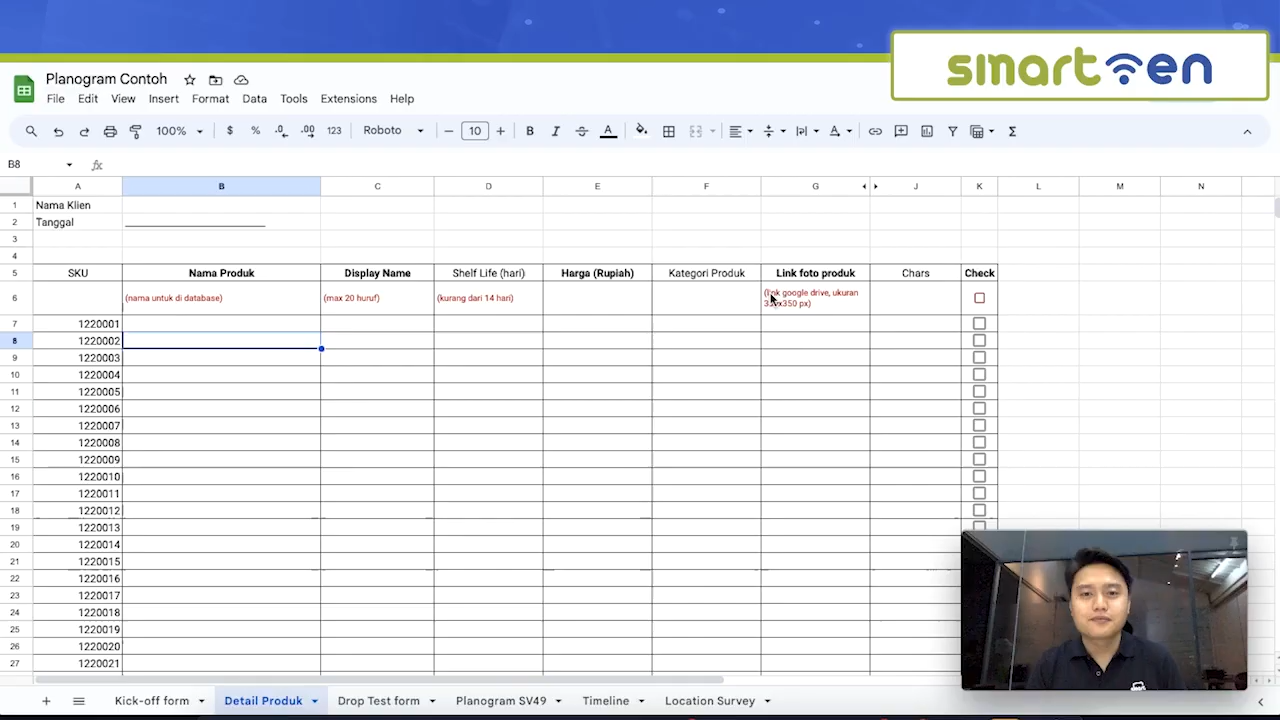 smarten
Planogram Contoh
File Edit View Insert Format Data Tools Extensions Help
100% $ % .0 .00 123 Roboto 10 B I A
B8 fx
A B C D E F G J K L M N
1 Nama Klien
2 Tanggal
3
4
5 SKU Nama Produk Display Name Shelf Life (hari) Harga (Rupiah) Kategori Produk Link foto produk Chars Check
6 (nama untuk di database) (max 20 huruf) (kurang dari 14 hari) google drive, ukuran
px)
7 1220001
8 1220002
9 1220003
10 1220004
11 1220005
12 1220006
13 1220007
14 1220008
15 1220009
16 1220010
17 1220011
18 1220012
19 1220013
20 1220014
21 1220015
22 1220016
23 1220017
24 1220018
25 1220019
26 1220020
27 1220021
Kick-off form Detail Produk Drop Test form Planogram SV49 Timeline Location Survey